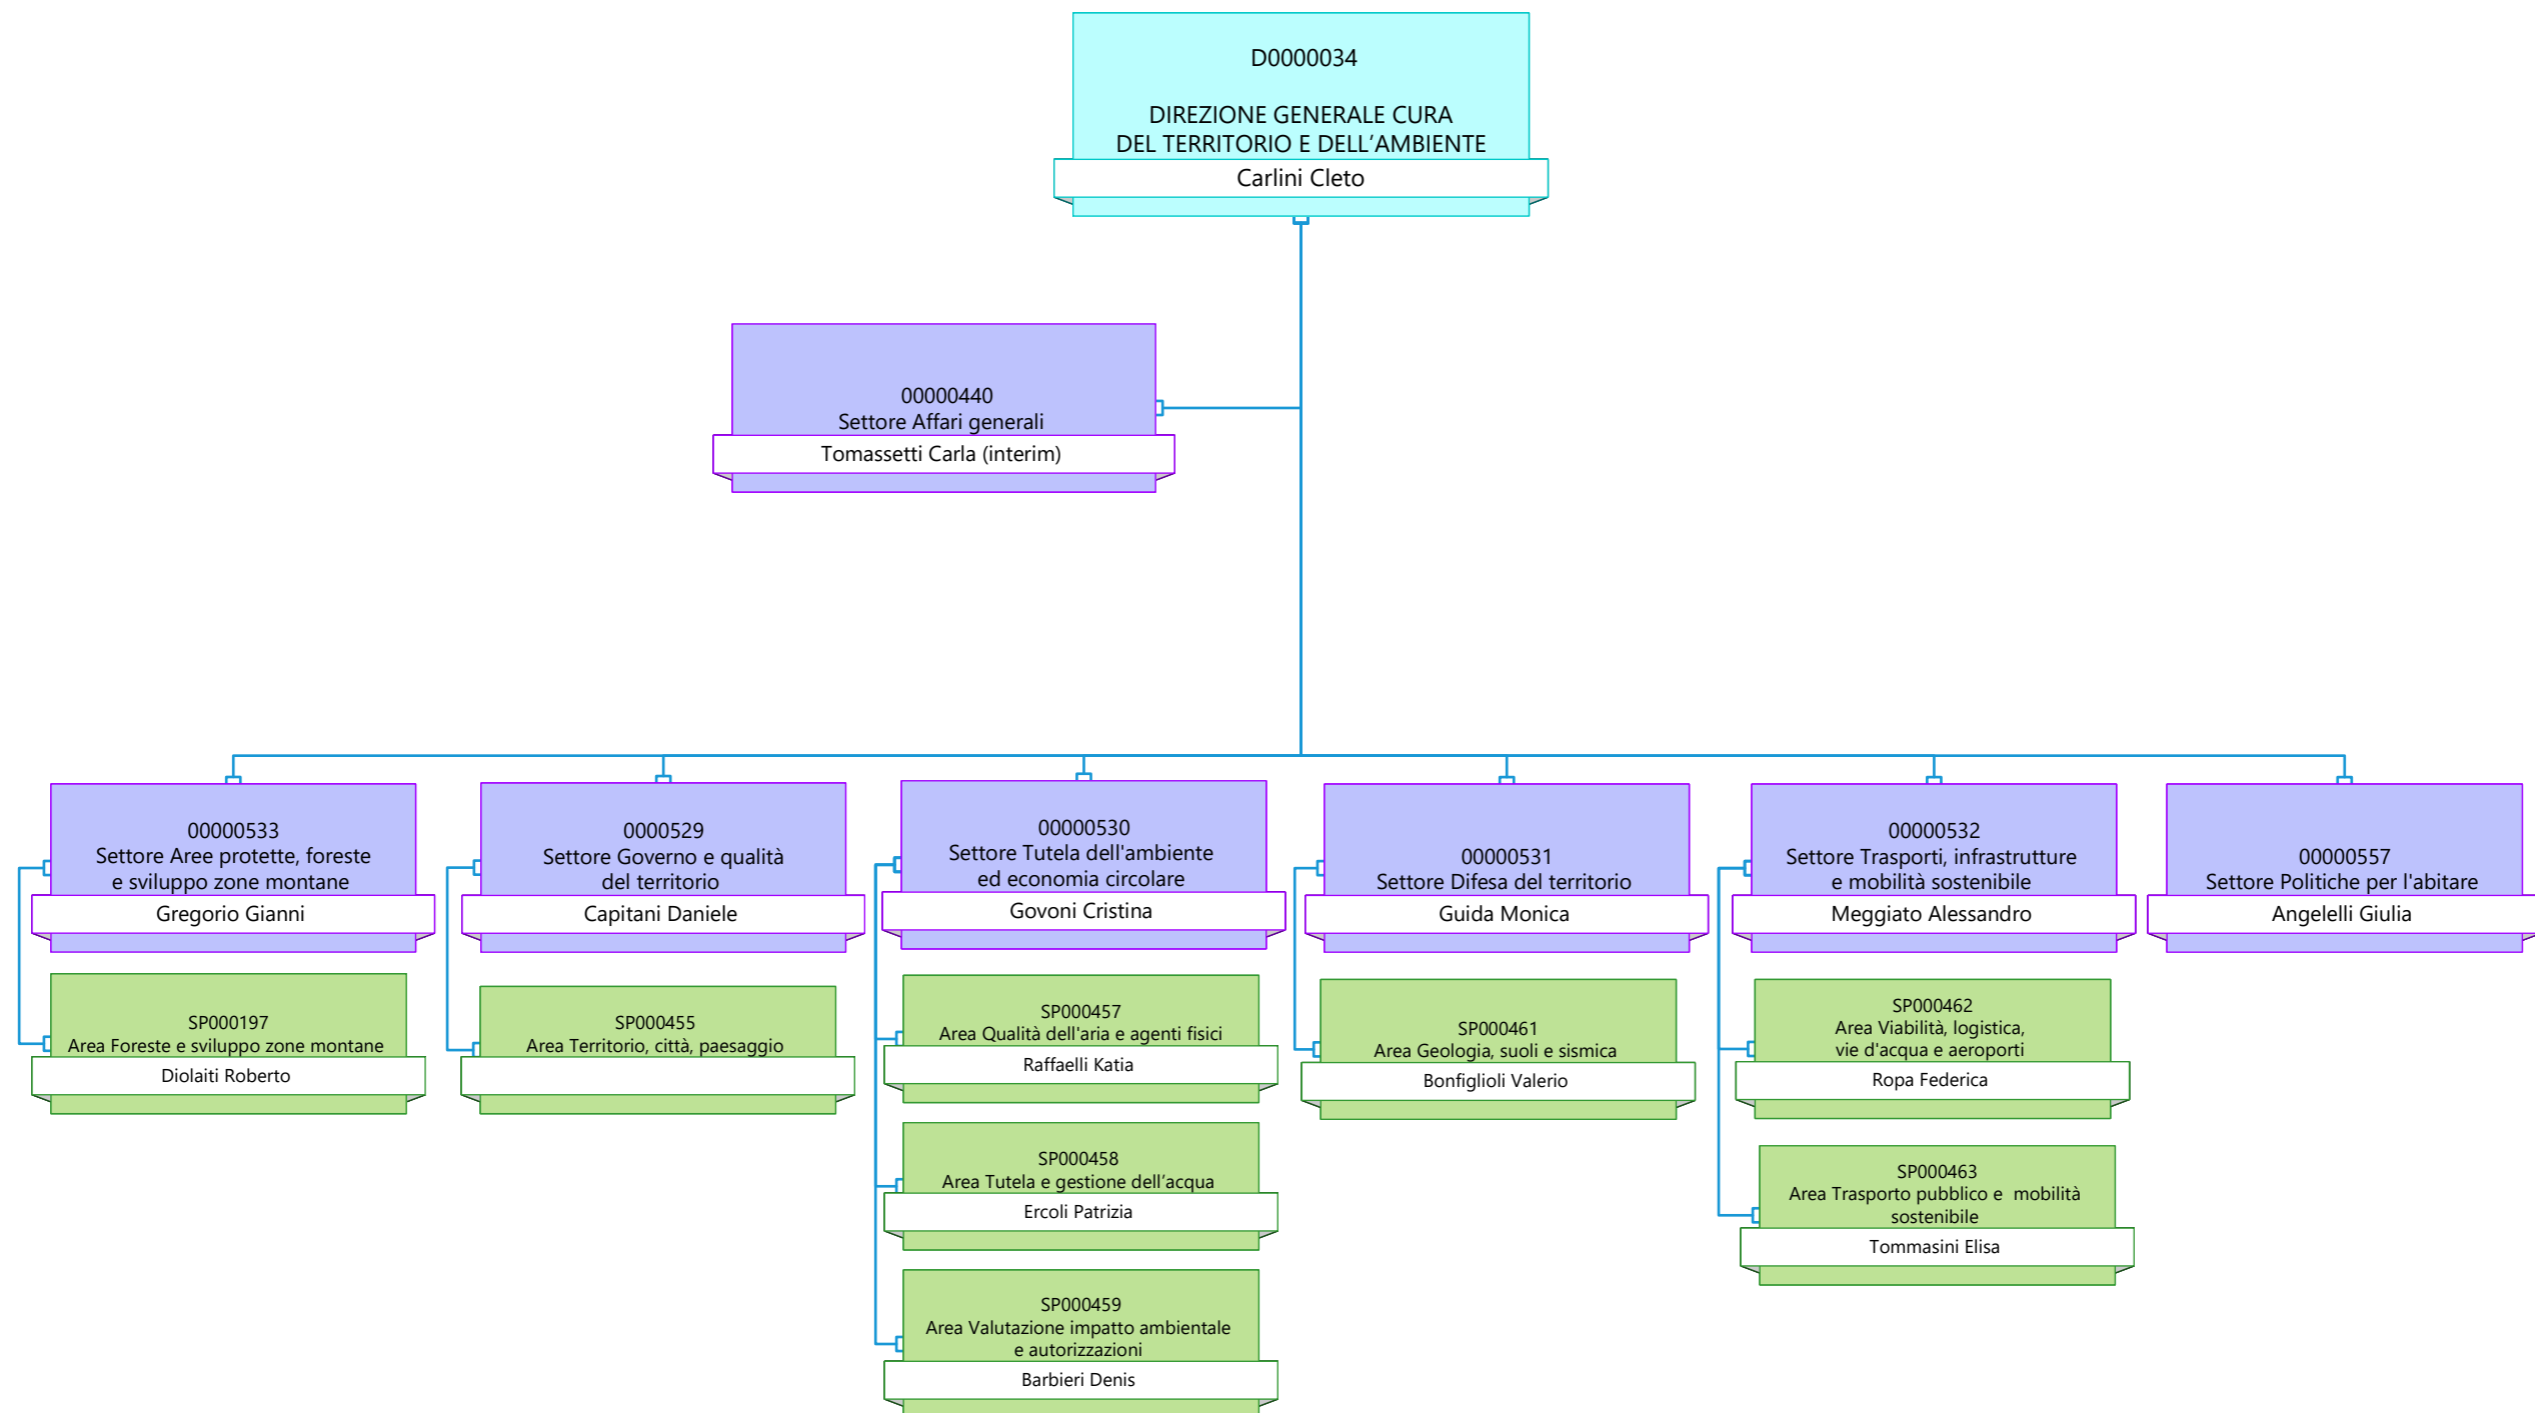 D0000034
DIREZIONE GENERALE CURA
DEL TERRITORIO E DELL’AMBIENTE
Carlini Cleto
00000440
Settore Affari generali
Tomassetti Carla (interim)
00000533
Settore Aree protette, foreste
e sviluppo zone montane
Gregorio Gianni
0000529
Settore Governo e qualità
del territorio
Capitani Daniele
00000530
Settore Tutela dell'ambiente
ed economia circolare
Govoni Cristina
00000531
Settore Difesa del territorio
Guida Monica
00000532
Settore Trasporti, infrastrutture
e mobilità sostenibile
Meggiato Alessandro
00000557
Settore Politiche per l'abitare
Angelelli Giulia
SP000197
Area Foreste e sviluppo zone montane
Diolaiti Roberto
SP000455
Area Territorio, città, paesaggio
SP000457
Area Qualità dell'aria e agenti fisici
Raffaelli Katia
SP000458
Area Tutela e gestione dell’acqua
Ercoli Patrizia
SP000459
Area Valutazione impatto ambientale
e autorizzazioni
Barbieri Denis
SP000461
Area Geologia, suoli e sismica
Bonfiglioli Valerio
SP000462
Area Viabilità, logistica,
vie d'acqua e aeroporti
Ropa Federica
SP000463
Area Trasporto pubblico e  mobilità
sostenibile
Tommasini Elisa